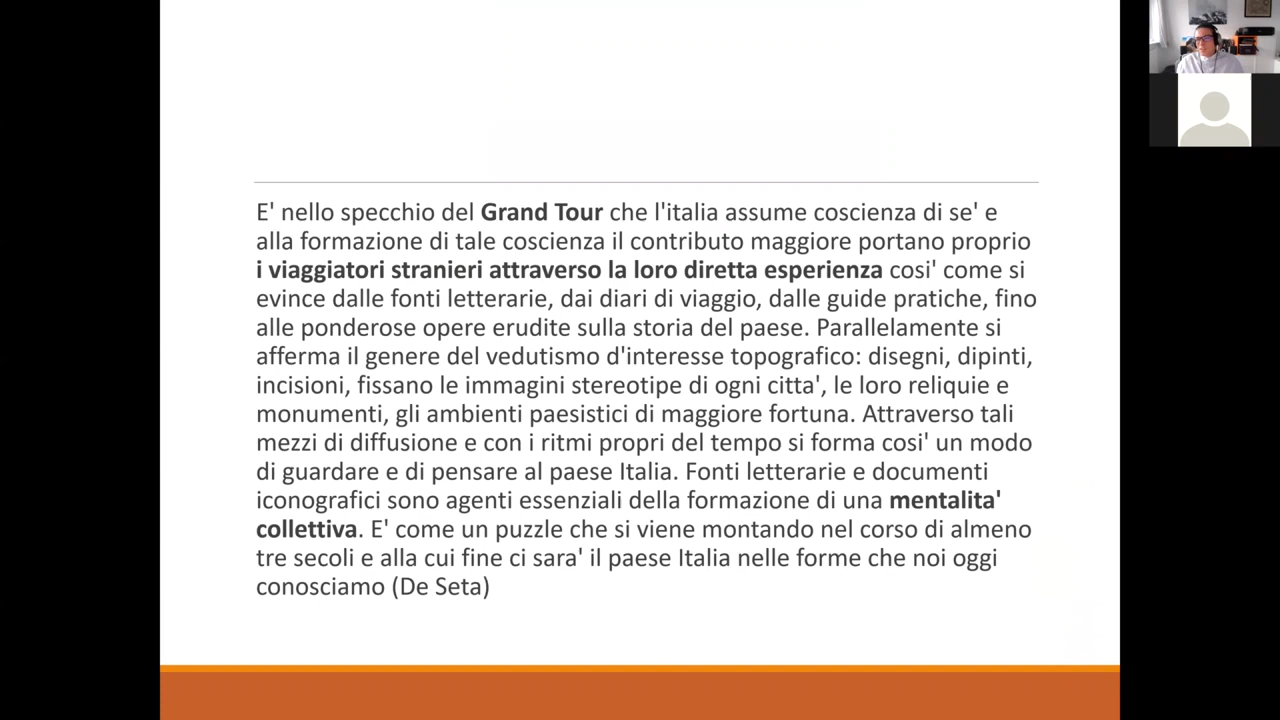 E' nello specchio del Grand Tour che l'italia assume coscienza di se' e
alla formazione di tale coscienza il contributo maggiore portano proprio
i viaggiatori stranieri attraverso la loro diretta esperienza cosi' come si
evince dalle fonti letterarie, dai diari di viaggio, dalle guide pratiche, fino
alle ponderose opere erudite sulla storia del paese. Parallelamente si
afferma il genere del vedutismo d'interesse topografico: disegni, dipinti,
incisioni, fissano le immagini stereotipe di ogni citta', le loro reliquie e
monumenti, gli ambienti paesistici di maggiore fortuna. Attraverso tali
mezzi di diffusione e con i ritmi propri del tempo si forma cosi' un modo
di guardare e di pensare al paese Italia. Fonti letterarie e documenti
iconografici sono agenti essenziali della formazione di una mentalita'
collettiva. E' come un puzzle che si viene montando nel corso di almeno
tre secoli e alla cui fine ci sara' il paese Italia nelle forme che noi oggi
conosciamo (De Seta)